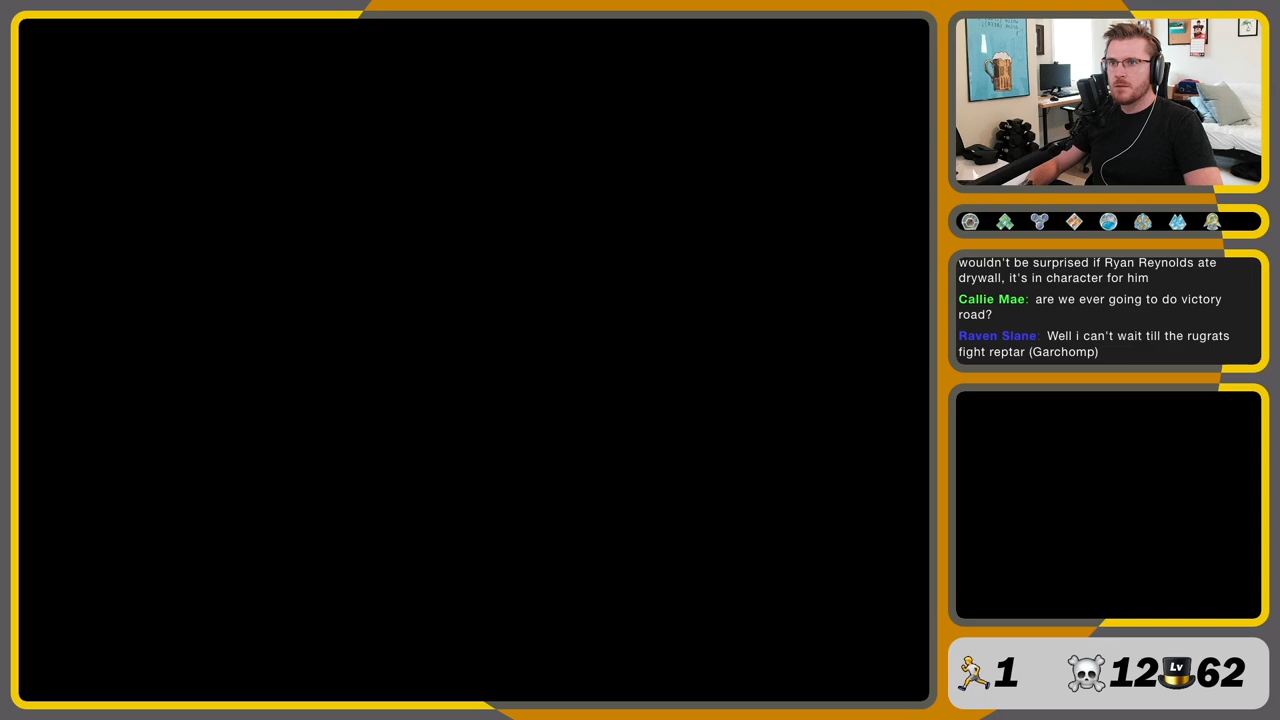 wouldn't be surprised if Ryan Reynolds ate
drywall, it's in character for him
Callie Mae: are we ever going to do victory
road?
Raven Slane: Well i can't wait till the rugrats
fight reptar (Garchomp)
1 12 Lv 62